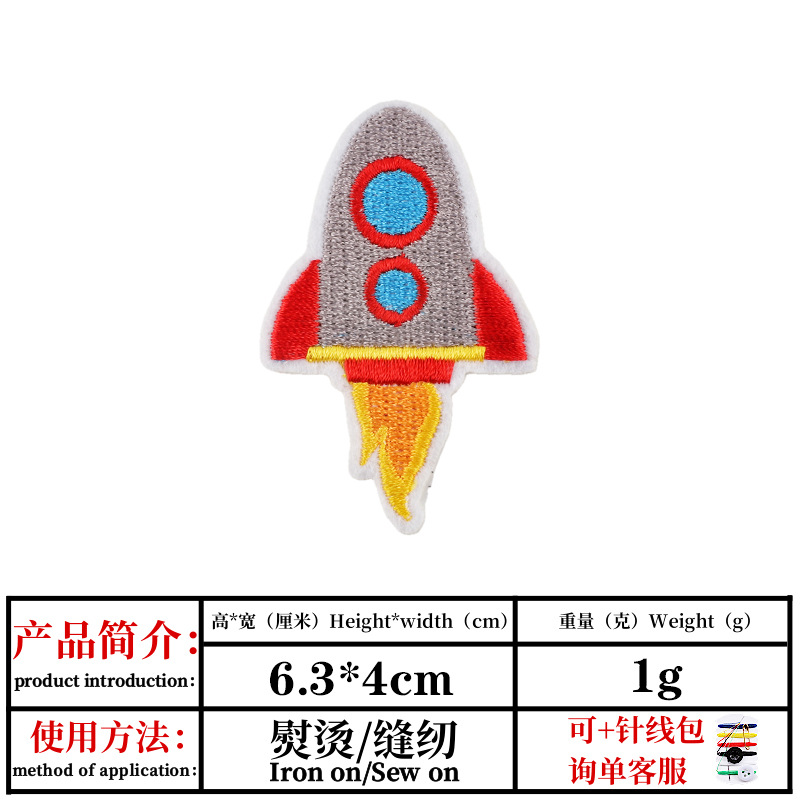 产品简介：
product introduction：
高*宽（厘米）Height*width（cm）
重量（克）Weight（g）
6.3*4cm
1g
使用方法：
method of application：
熨烫/缝纫
Iron on/Sew on
可+针线包
询单客服